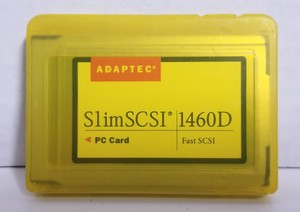 ADAPTEC®
SlimSCSI® 1460D
PC Card Fast SCSI